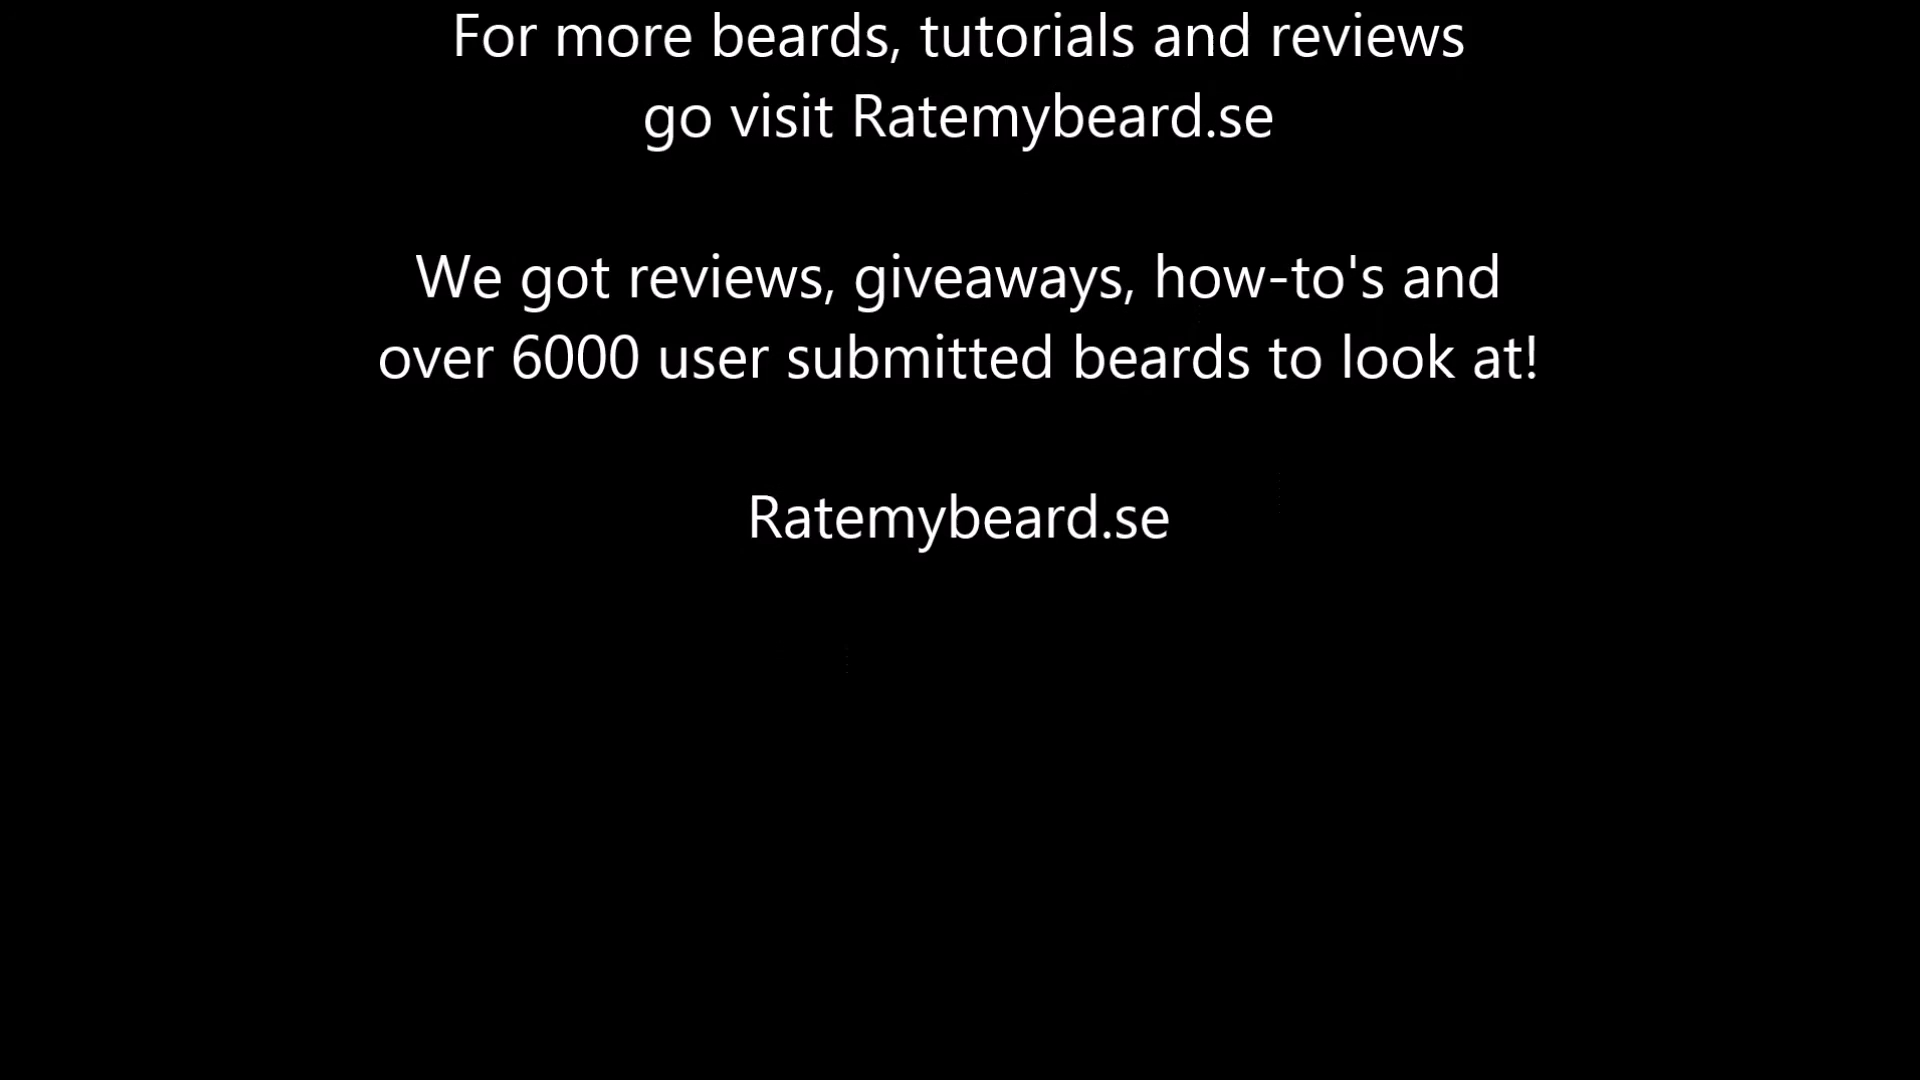 For more beards, tutorials and reviews
go visit Ratemybeard.se
We got reviews, giveaways, how-to's and
over 6000 user submitted beards to look at!
Ratemybeard.se